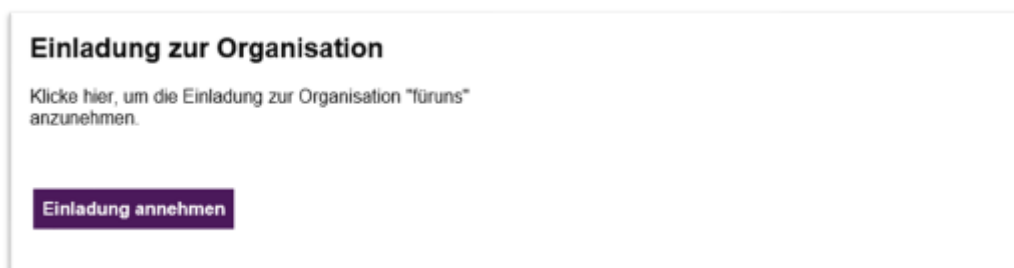 Einladung zur Organisation
Klicke hier, um die Einladung zur Organisation "füruns"
anzunehmen.
Einladung annehmen